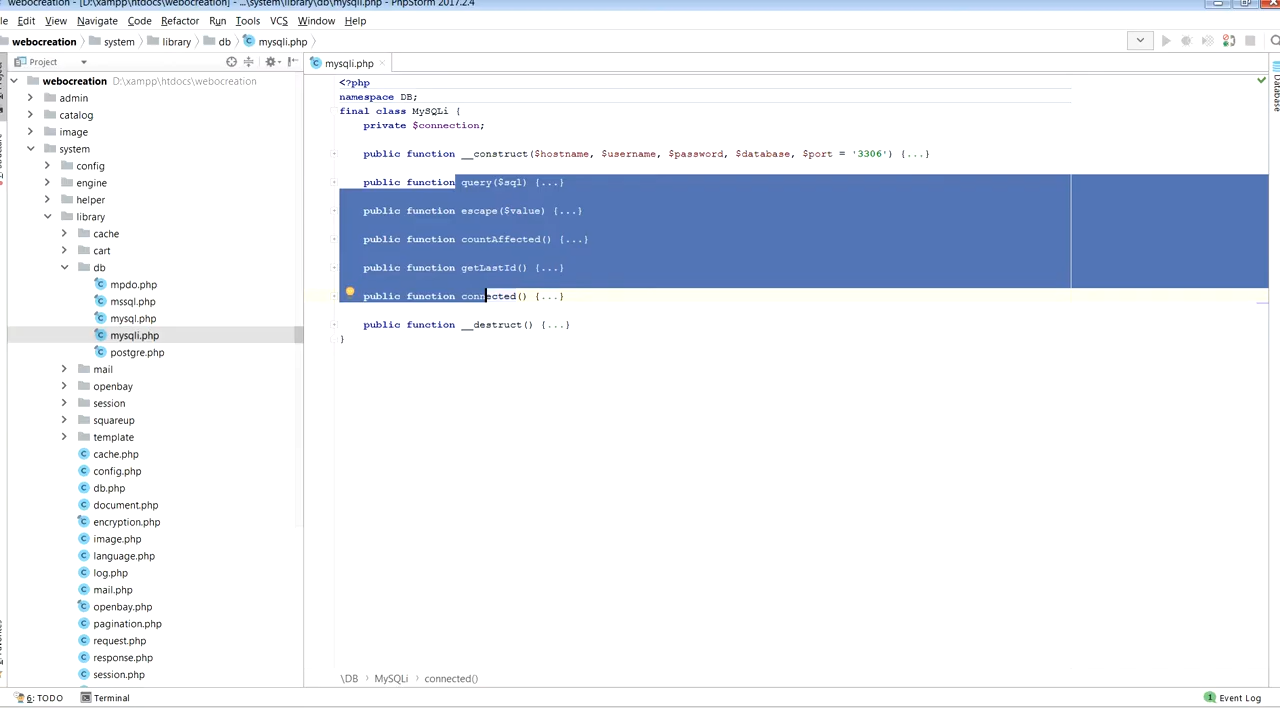 webocreation - [D:\xampp\htdocs\webocreation] - ...\system\library\db\mysqli.php - PhpStorm 2017.2.4
Edit View Navigate Code Refactor Run Tools VCS Window Help
webocreation system library db mysqli.php
Project
mysqli.php
webocreation D:\xampp\htdocs\webocreation
admin
catalog
image
system
config
engine
helper
library
cache
cart
db
mpdo.php
mssql.php
mysql.php
mysqli.php
postgre.php
mail
openbay
session
squareup
template
cache.php
config.php
db.php
document.php
encryption.php
image.php
language.php
log.php
mail.php
openbay.php
pagination.php
request.php
response.php
session.php
<?php
namespace DB;
final class MySQLi {
private $connection;
public function __construct($hostname, $username, $password, $database, $port = '3306') {...}
public function query($sql) {...}
public function escape($value) {...}
public function countAffected() {...}
public function getLastId() {...}
public function connected() {...}
public function __destruct() {...}
}
Database
\DB MySQLi connected()
6: TODO Terminal
1 Event Log